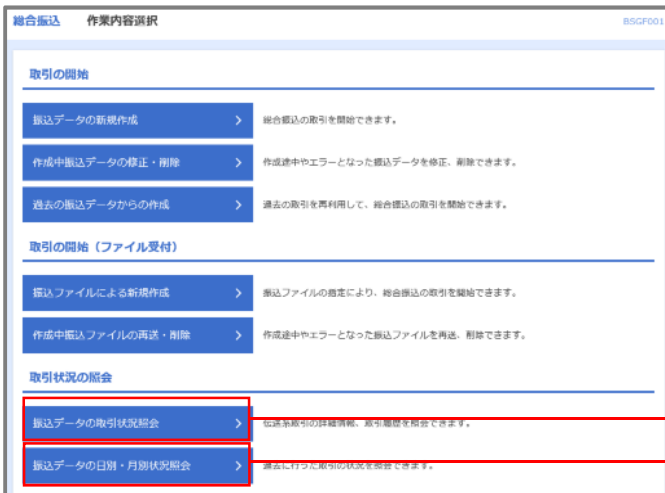 総合振込 作業内容選択 BSGF001
取引の開始
振込データの新規作成 総合振込の取引を開始できます。
作成中振込データの修正・削除 作成途中やエラーとなった振込データを修正、削除できます。
過去の振込データからの作成 過去の取引を再利用して、総合振込の取引を開始できます。
取引の開始（ファイル受付）
振込ファイルによる新規作成 振込ファイルの指定により、総合振込の取引を開始できます。
作成中振込ファイルの再送・削除 作成途中やエラーとなった振込ファイルを再送、削除できます。
取引状況の照会
振込データの取引状況照会 伝送系取引の詳細情報、取引履歴を照会できます。
振込データの日別・月別状況照会 過去に行った取引の状況を照会できます。